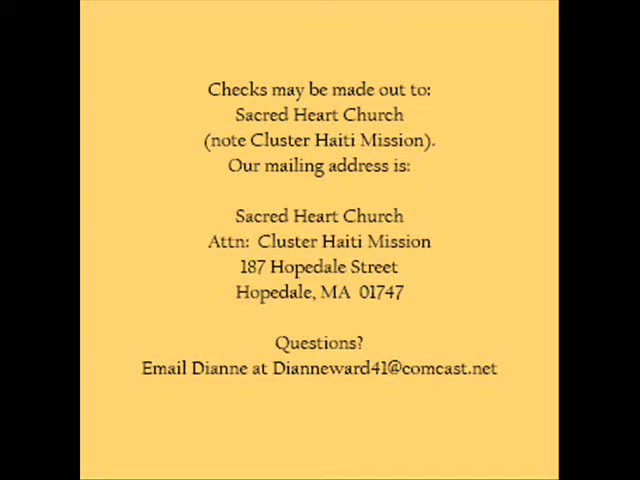 Checks may be made out to:
Sacred Heart Church
(note Cluster Haiti Mission).
Our mailing address is:
Sacred Heart Church
Attn:  Cluster Haiti Mission
187 Hopedale Street
Hopedale, MA  01747
Questions?
Email Dianne at Dianneward41@comcast.net